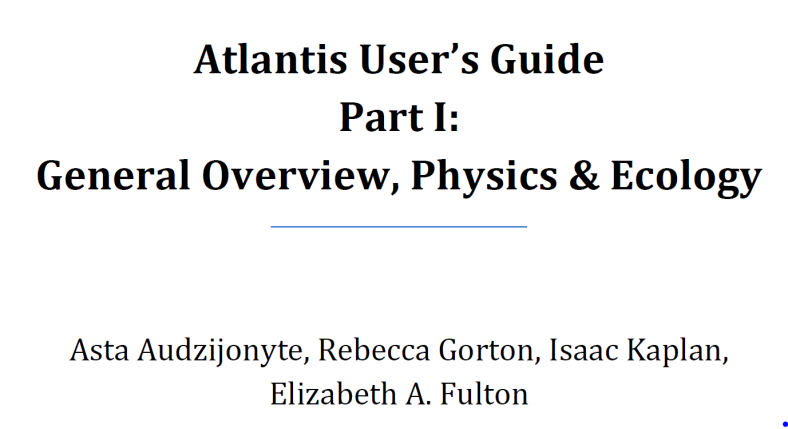 Atlantis User’s Guide
Part I:
General Overview, Physics & Ecology
Asta Audzijonyte, Rebecca Gorton, Isaac Kaplan,
Elizabeth A. Fulton